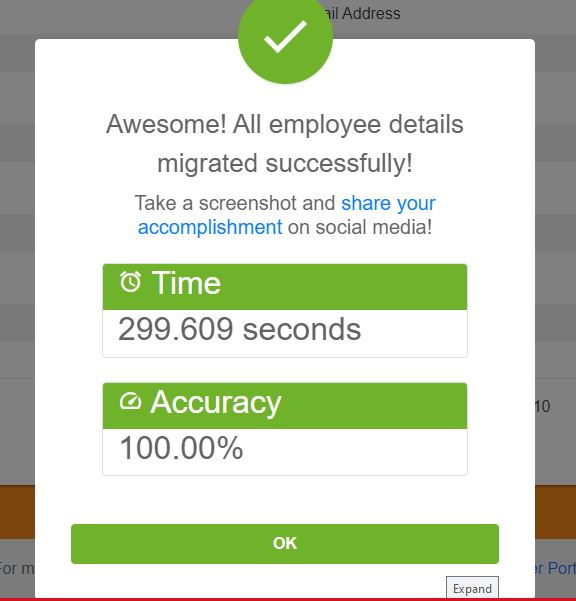 ail Address
Awesome! All employee details
migrated successfully!
Take a screenshot and share your
accomplishment on social media!
Time
299.609 seconds
Accuracy
100.00%
10
OK
For m
er Port
Expand